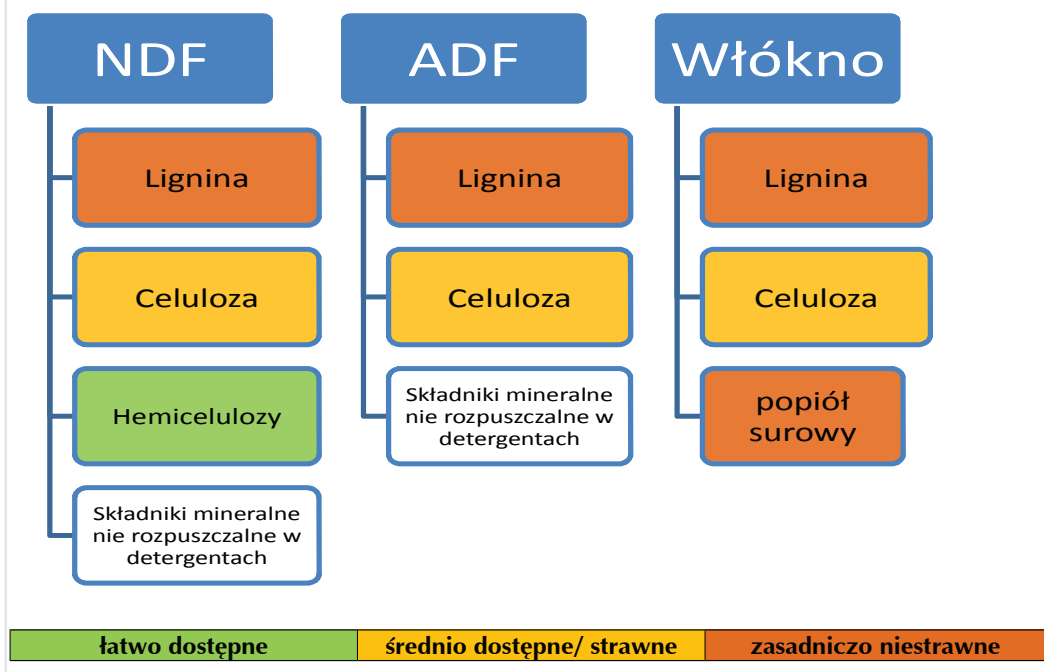 NDF
Lignina
Celuloza
Hemicelulozy
Składniki mineralne
nie rozpuszczalne w
detergentach
ADF
Lignina
Celuloza
Składniki mineralne
nie rozpuszczalne w
detergentach
Włókno
Lignina
Celuloza
popiół
surowy
łatwo dostępne
średnio dostępne/ strawne
zasadniczo niestrawne